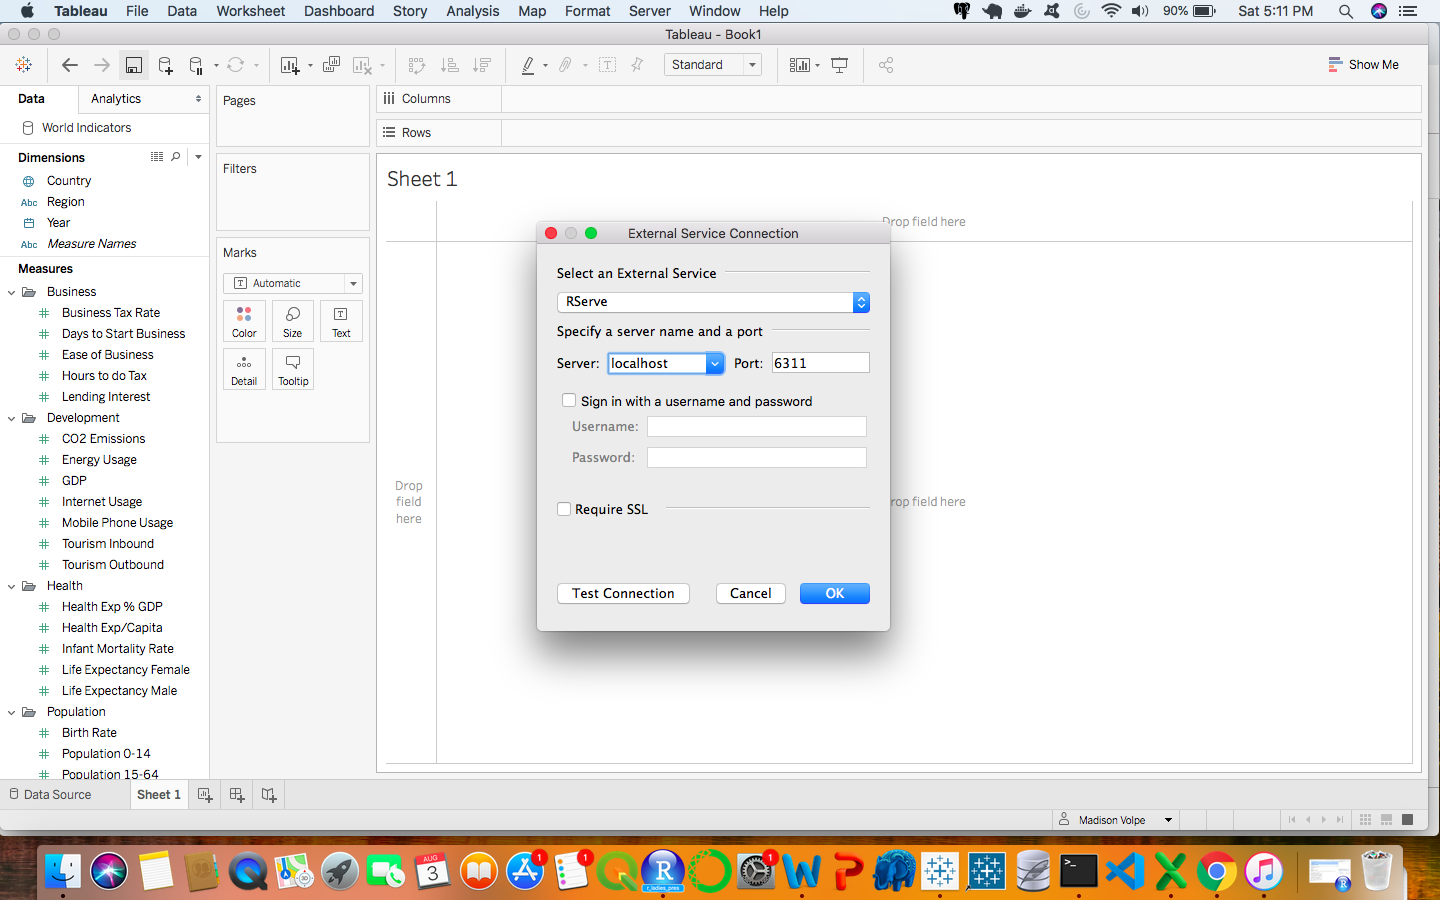 Tableau File Data Worksheet Dashboard Story Analysis Map Format Server Window Help 90% Sat 5:11 PM
Tableau - Book1
Standard Show Me
Data Analytics
World Indicators
Dimensions
Country
Abc Region
Year
Abc Measure Names
Measures
Business
Business Tax Rate
Days to Start Business
Ease of Business
Hours to do Tax
Lending Interest
Development
CO2 Emissions
Energy Usage
GDP
Internet Usage
Mobile Phone Usage
Tourism Inbound
Tourism Outbound
Health
Health Exp % GDP
Health Exp/Capita
Infant Mortality Rate
Life Expectancy Female
Life Expectancy Male
Population
Birth Rate
Population 0-14
Population 15-64
Pages
Filters
Marks
T Automatic
Color Size T Text
Detail Tooltip
Columns
Rows
Sheet 1
Drop field here
Drop
field
here
rop field here
External Service Connection
Select an External Service
RServe
Specify a server name and a port
Server: localhost Port: 6311
Sign in with a username and password
Username:
Password:
Require SSL
Test Connection Cancel OK
Data Source Sheet 1
Madison Volpe
AUG
3
1
1
R
r_ladies_pres
1
W
P
X
R